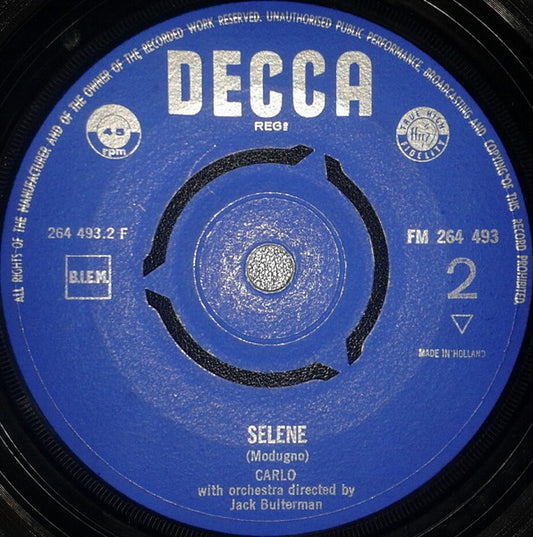 ALL RIGHTS OF THE MANUFACTURER AND OF THE OWNER OF THE RECORDED WORK RESERVED. UNAUTHORISED PUBLIC PERFORMANCE, BROADCASTING AND COPYING OF THIS RECORD PROHIBITED
DECCA
REGD
45
rpm
TRUE HIGH
FIDELITY
264 493.2 F
FM 264 493
B.I.E.M.
2
MADE IN HOLLAND
SELENE
(Modugno)
CARLO
with orchestra directed by
Jack Bulterman